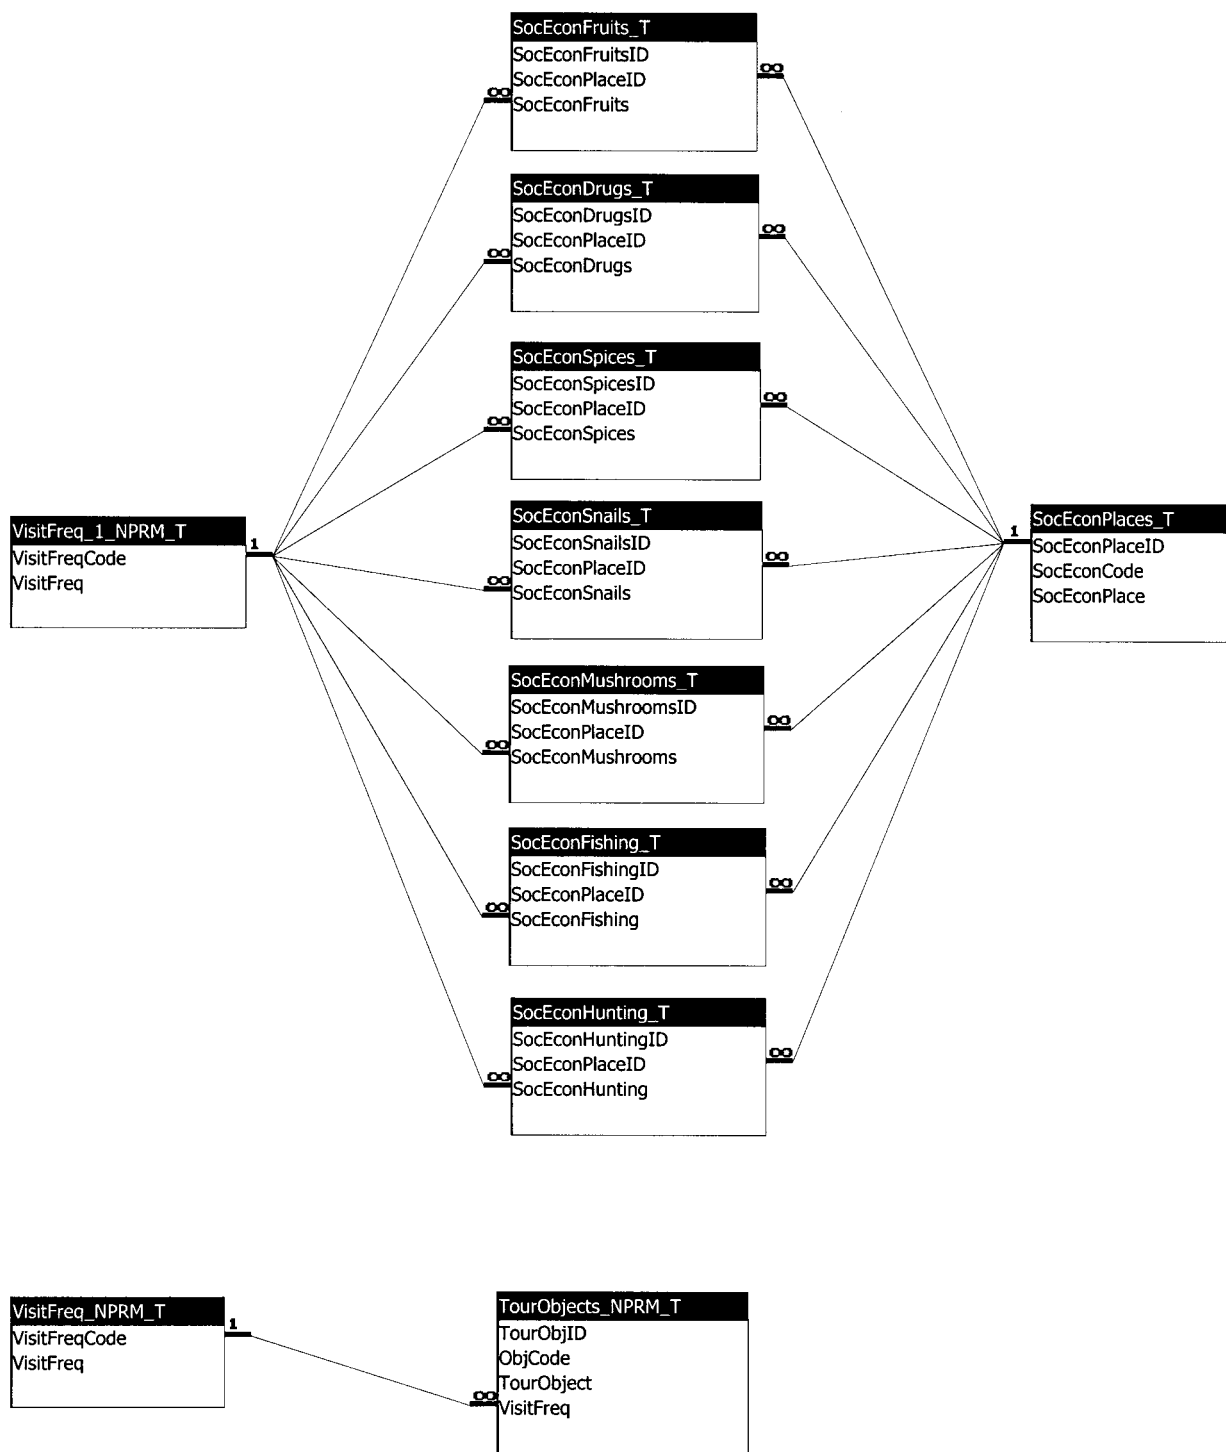 SocEconFruits_T
SocEconFruitsID
SocEconPlaceID
SocEconFruits
∞
∞
SocEconDrugs_T
SocEconDrugsID
SocEconPlaceID
SocEconDrugs
∞
∞
SocEconSpices_T
SocEconSpicesID
SocEconPlaceID
SocEconSpices
∞
∞
VisitFreq_1_NPRM_T
VisitFreqCode
VisitFreq
1
SocEconSnails_T
SocEconSnailsID
SocEconPlaceID
SocEconSnails
∞
∞
SocEconPlaces_T
SocEconPlaceID
SocEconCode
SocEconPlace
1
SocEconMushrooms_T
SocEconMushroomsID
SocEconPlaceID
SocEconMushrooms
∞
∞
SocEconFishing_T
SocEconFishingID
SocEconPlaceID
SocEconFishing
∞
∞
SocEconHunting_T
SocEconHuntingID
SocEconPlaceID
SocEconHunting
∞
∞
VisitFreq_NPRM_T
VisitFreqCode
VisitFreq
1
TourObjects_NPRM_T
TourObjID
ObjCode
TourObject
VisitFreq
∞